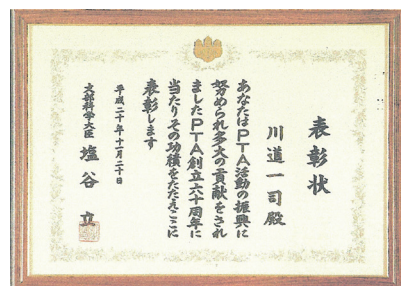 表彰状
川道一司殿
あなたはPTA活動の振興に
努められ多大の貢献をされ
ましたPTA創立六十周年に
当たりその功績をたたえここに
表彰します
平成二十年十一月二十日
文部科学大臣 塩谷 立